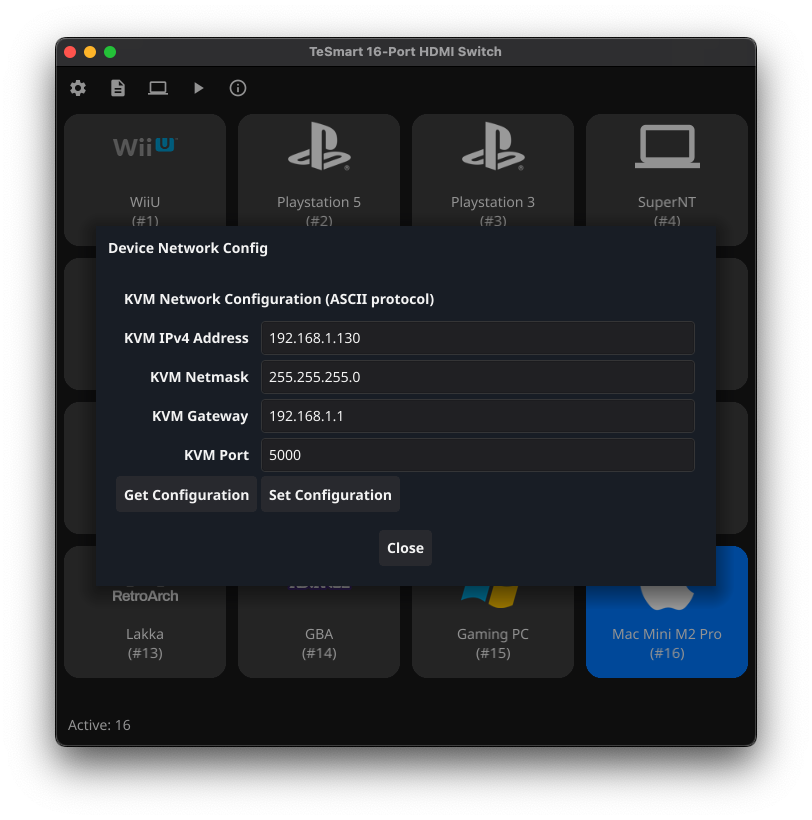 TeSmart 16-Port HDMI Switch
WiiU
WiiU
(#1)
Playstation 5
(#2)
Playstation 3
(#3)
SuperNT
(#4)
Device Network Config
KVM Network Configuration (ASCII protocol)
KVM IPv4 Address 192.168.1.130
KVM Netmask 255.255.255.0
KVM Gateway 192.168.1.1
KVM Port 5000
Get Configuration Set Configuration
Close
RetroArch
Lakka
(#13)
GBA
(#14)
Gaming PC
(#15)
Mac Mini M2 Pro
(#16)
Active: 16